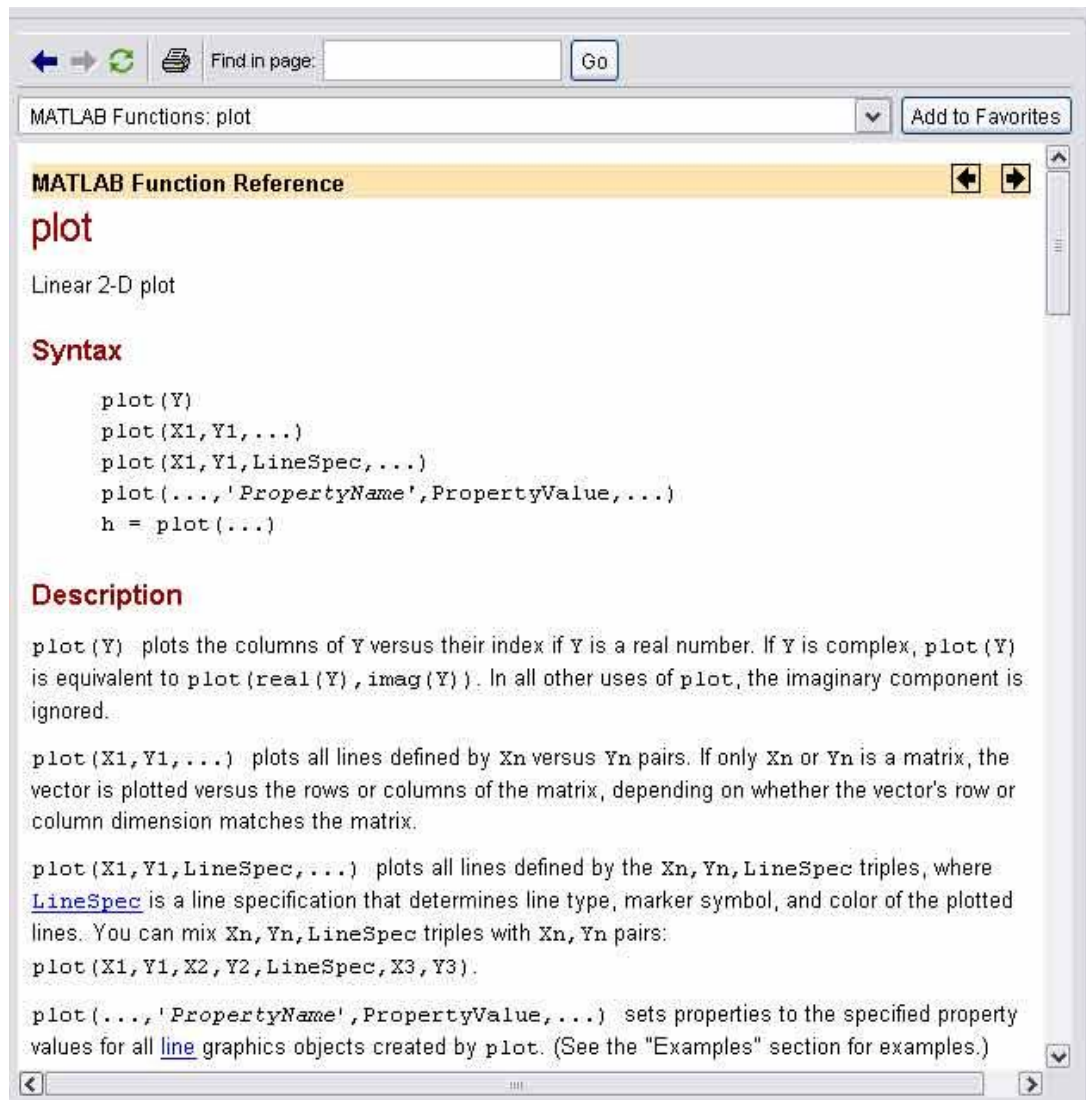 Find in page: Go
MATLAB Functions: plot Add to Favorites
MATLAB Function Reference
plot
Linear 2-D plot
Syntax
plot(Y)
plot(X1,Y1,...)
plot(X1,Y1,LineSpec,...)
plot(...,'PropertyName',PropertyValue,...)
h = plot(...)
Description
plot(Y) plots the columns of Y versus their index if Y is a real number. If Y is complex, plot(Y)
is equivalent to plot(real(Y),imag(Y)). In all other uses of plot, the imaginary component is
ignored.
plot(X1,Y1,...) plots all lines defined by Xn versus Yn pairs. If only Xn or Yn is a matrix, the
vector is plotted versus the rows or columns of the matrix, depending on whether the vector's row or
column dimension matches the matrix.
plot(X1,Y1,LineSpec,...) plots all lines defined by the Xn,Yn,LineSpec triples, where
LineSpec is a line specification that determines line type, marker symbol, and color of the plotted
lines. You can mix Xn,Yn,LineSpec triples with Xn,Yn pairs:
plot(X1,Y1,X2,Y2,LineSpec,X3,Y3).
plot(...,'PropertyName',PropertyValue,...) sets properties to the specified property
values for all line graphics objects created by plot. (See the "Examples" section for examples.)